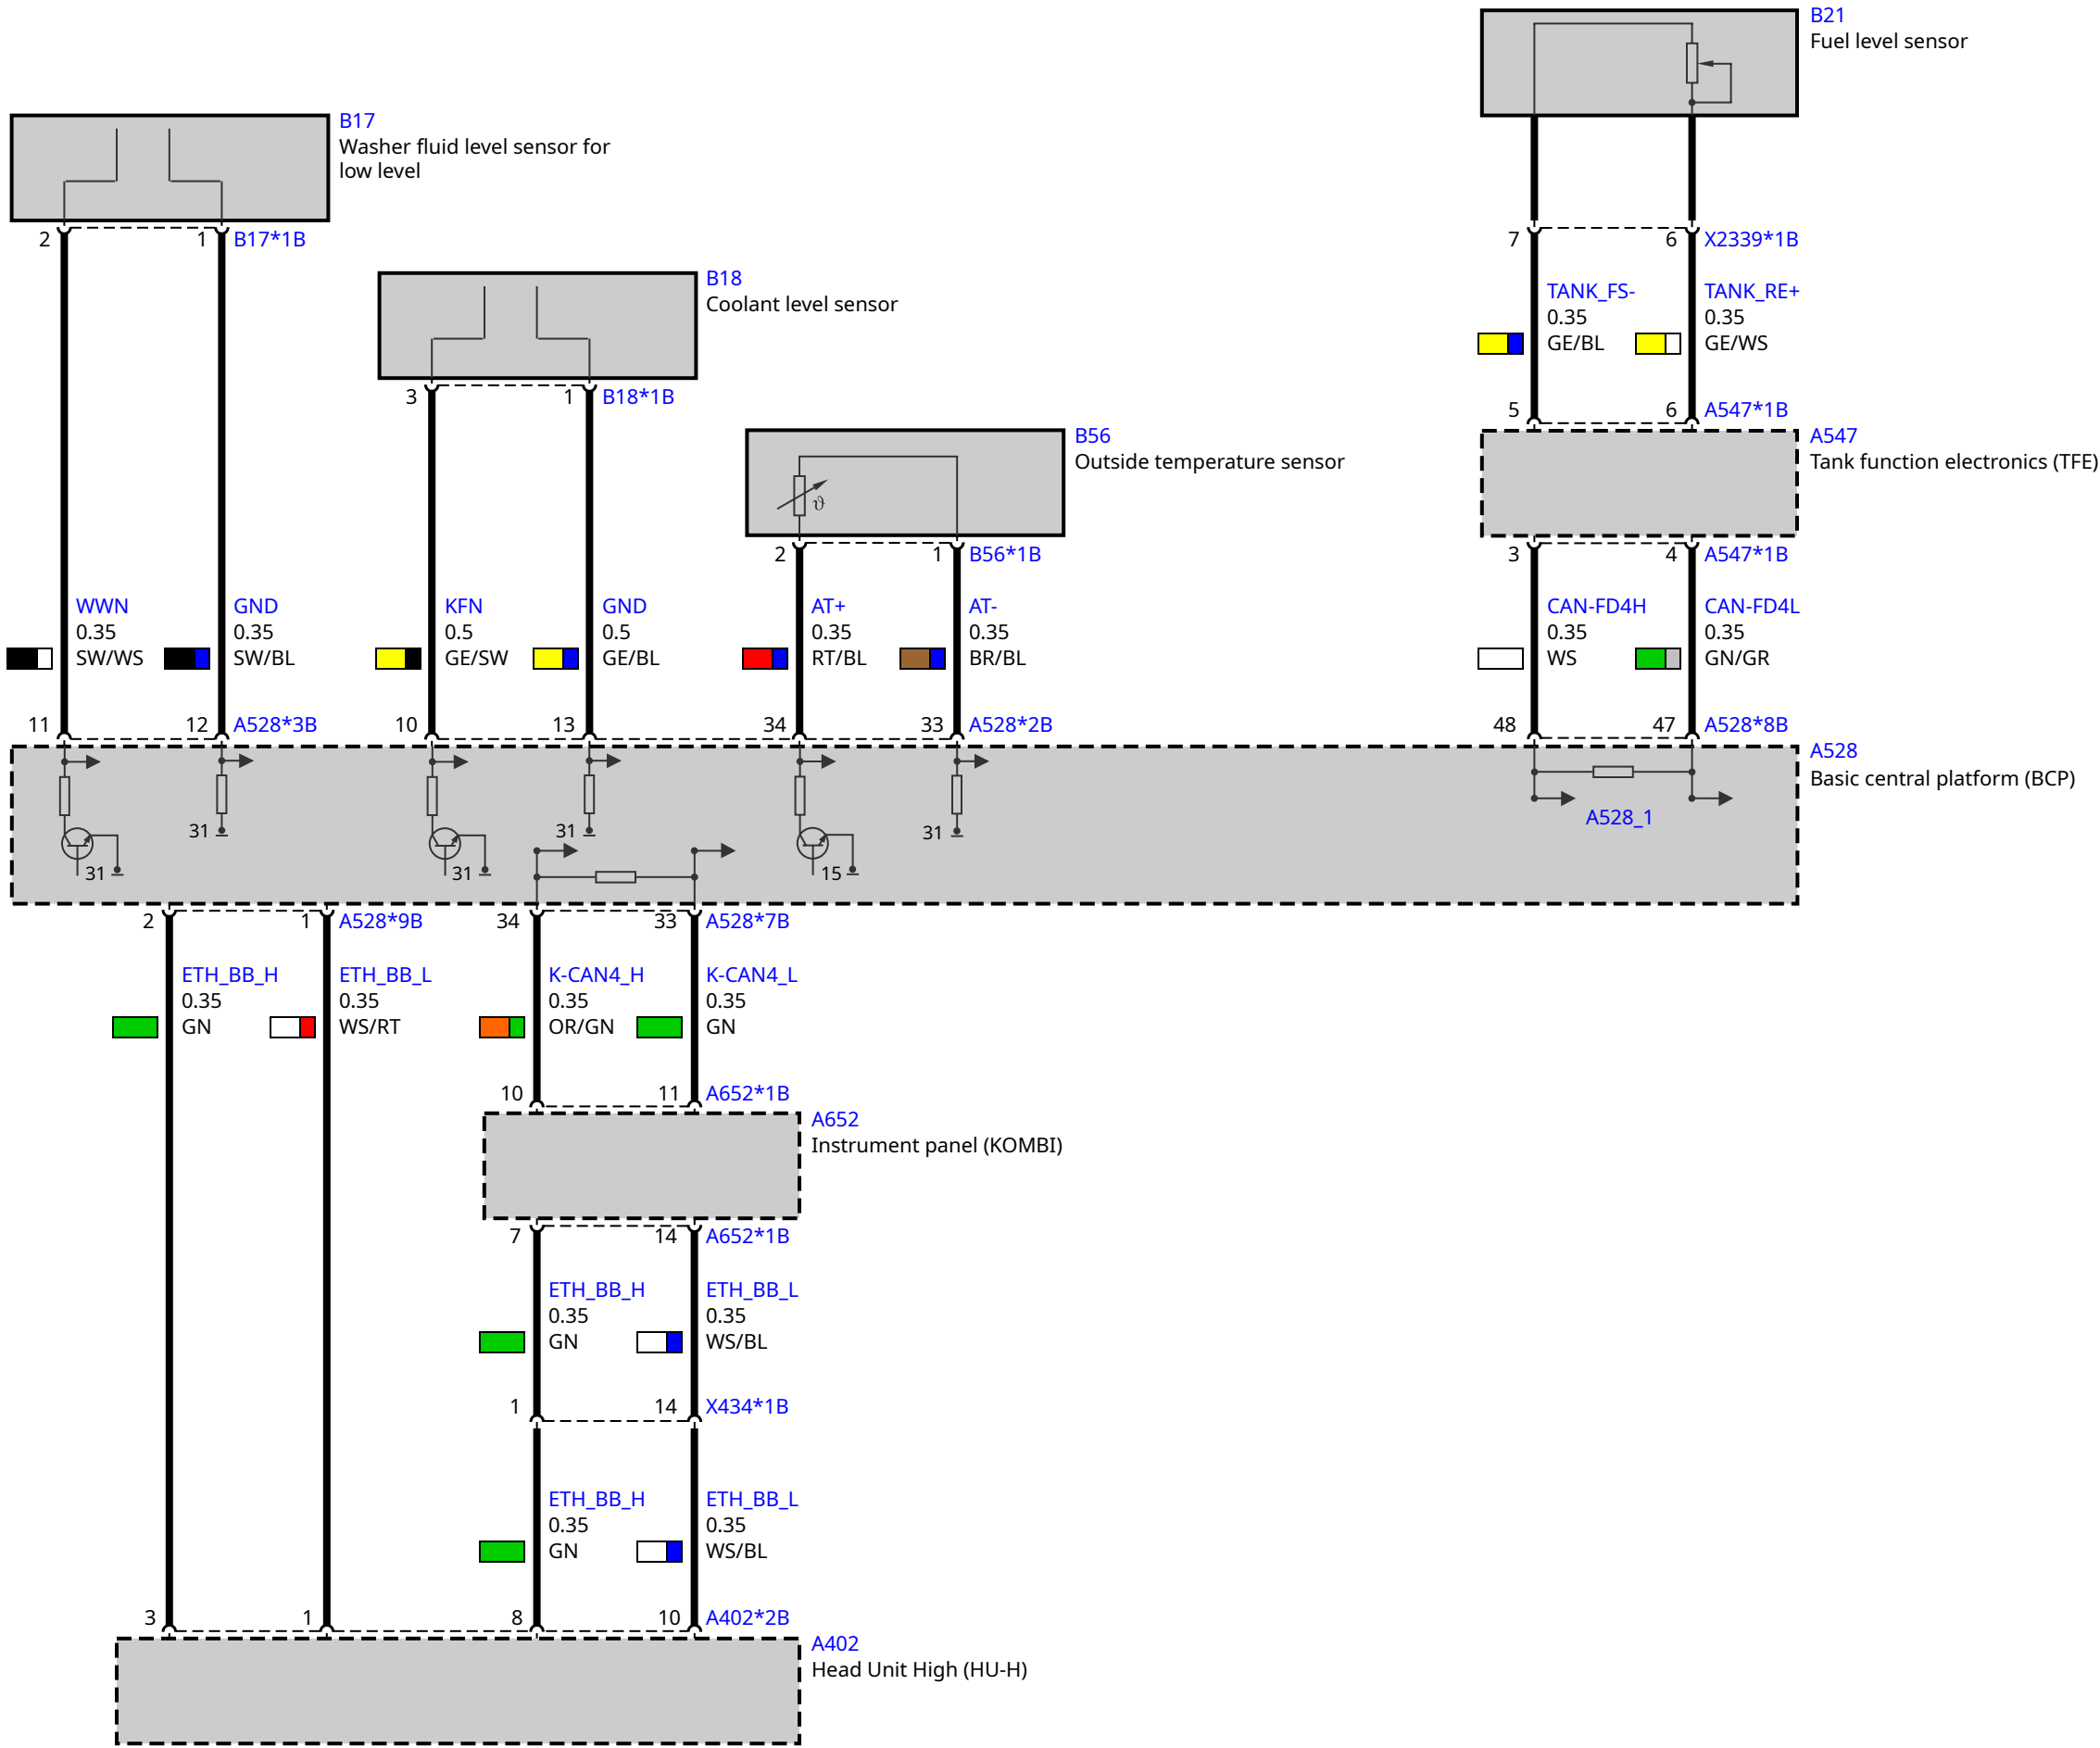 B21
Fuel level sensor
B17
Washer fluid level sensor for
low level
2 1 B17*1B
7 6 X2339*1B
B18
Coolant level sensor
TANK_FS- TANK_RE+
0.35 0.35
GE/BL GE/WS
3 1 B18*1B
5 6 A547*1B
B56
Outside temperature sensor
A547
Tank function electronics (TFE)
ϑ
2 1 B56*1B
3 4 A547*1B
WWN GND KFN GND AT+ AT- CAN-FD4H CAN-FD4L
0.35 0.35 0.5 0.5 0.35 0.35 0.35 0.35
SW/WS SW/BL GE/SW GE/BL RT/BL BR/BL WS GN/GR
11 12 A528*3B 10 13 34 33 A528*2B 48 47 A528*8B
A528
Basic central platform (BCP)
A528_1
31 31 31
31 31 15
2 1 A528*9B 34 33 A528*7B
ETH_BB_H ETH_BB_L K-CAN4_H K-CAN4_L
0.35 0.35 0.35 0.35
GN WS/RT OR/GN GN
10 11 A652*1B
A652
Instrument panel (KOMBI)
7 14 A652*1B
ETH_BB_H ETH_BB_L
0.35 0.35
GN WS/BL
1 14 X434*1B
ETH_BB_H ETH_BB_L
0.35 0.35
GN WS/BL
3 1 8 10 A402*2B
A402
Head Unit High (HU-H)